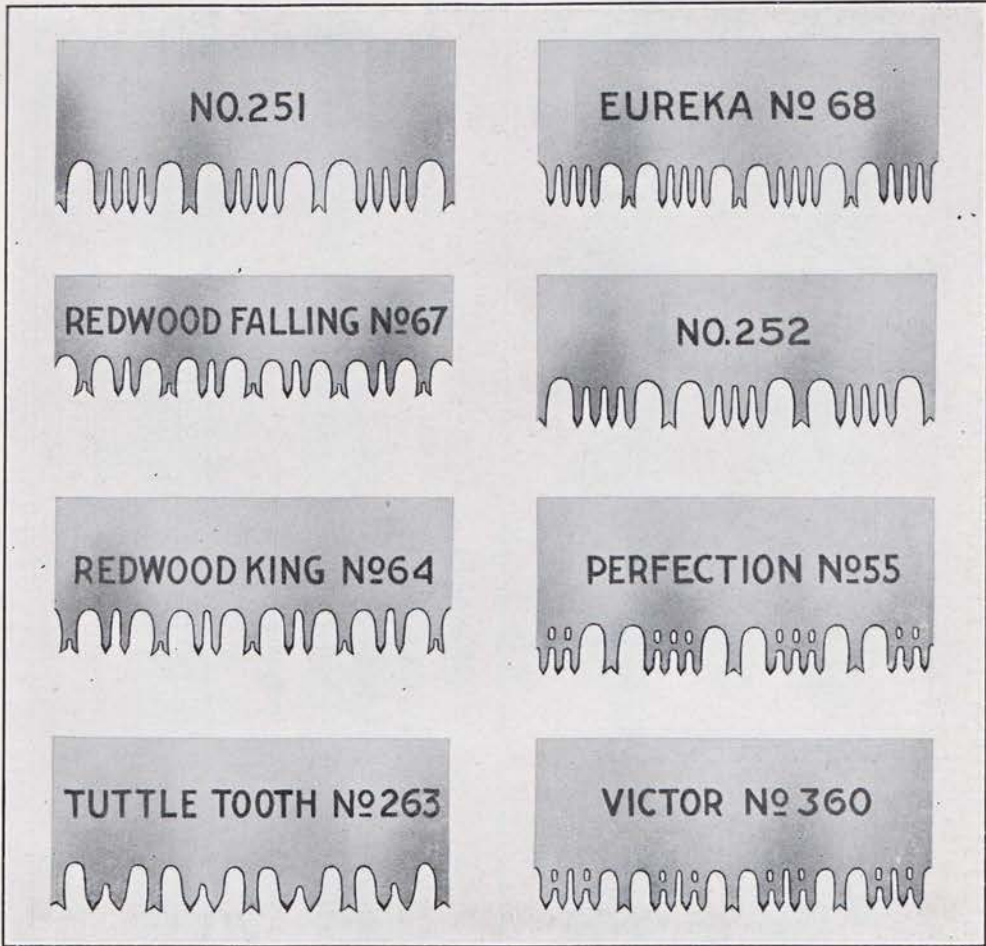 NO.251
EUREKA Nº 68
REDWOOD FALLING Nº67
NO.252
REDWOOD KING Nº64
PERFECTION Nº55
TUTTLE TOOTH Nº263
VICTOR Nº 360